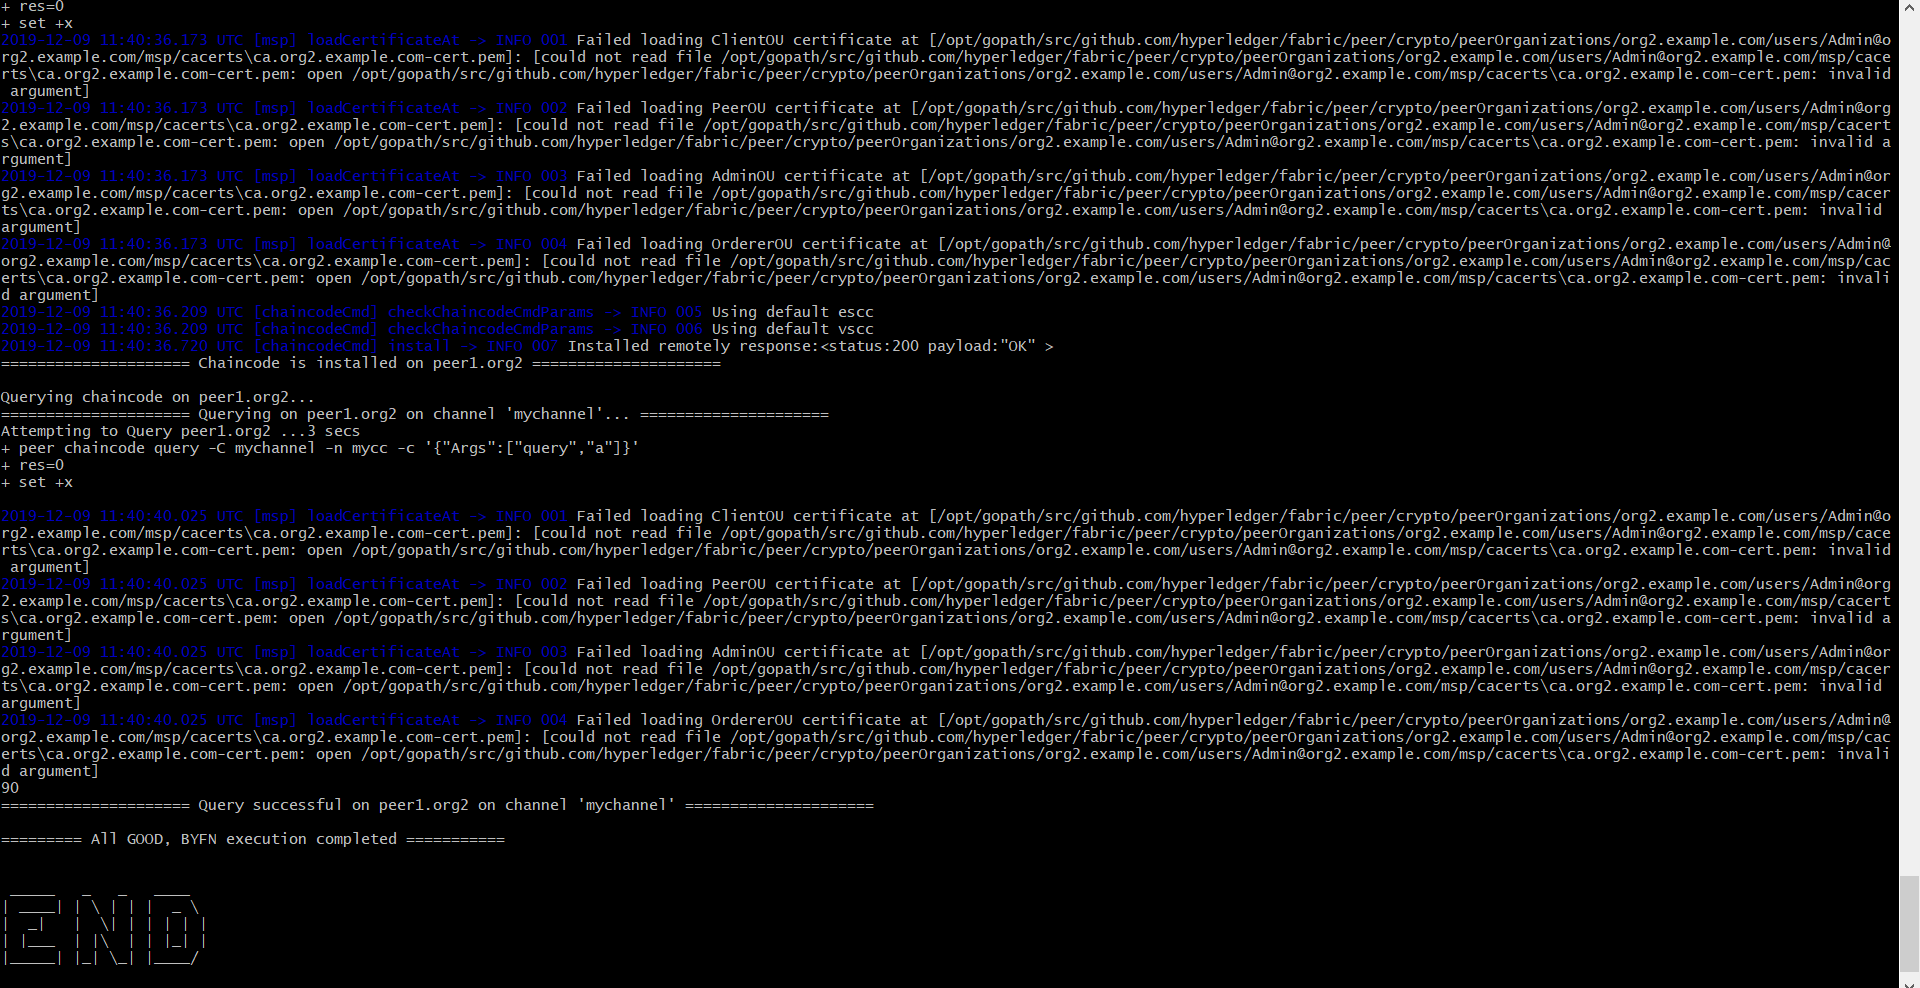 + res=0
+ set +x
2019-12-09 11:40:36.173 UTC [msp] loadCertificateAt -> INFO 001 Failed loading ClientOU certificate at [/opt/gopath/src/github.com/hyperledger/fabric/peer/crypto/peerOrganizations/org2.example.com/users/Admin@o
rg2.example.com/msp/cacerts\ca.org2.example.com-cert.pem]: [could not read file /opt/gopath/src/github.com/hyperledger/fabric/peer/crypto/peerOrganizations/org2.example.com/users/Admin@org2.example.com/msp/cace
rts\ca.org2.example.com-cert.pem: open /opt/gopath/src/github.com/hyperledger/fabric/peer/crypto/peerOrganizations/org2.example.com/users/Admin@org2.example.com/msp/cacerts\ca.org2.example.com-cert.pem: invalid
 argument]
2019-12-09 11:40:36.173 UTC [msp] loadCertificateAt -> INFO 002 Failed loading PeerOU certificate at [/opt/gopath/src/github.com/hyperledger/fabric/peer/crypto/peerOrganizations/org2.example.com/users/Admin@org
2.example.com/msp/cacerts\ca.org2.example.com-cert.pem]: [could not read file /opt/gopath/src/github.com/hyperledger/fabric/peer/crypto/peerOrganizations/org2.example.com/users/Admin@org2.example.com/msp/cacert
s\ca.org2.example.com-cert.pem: open /opt/gopath/src/github.com/hyperledger/fabric/peer/crypto/peerOrganizations/org2.example.com/users/Admin@org2.example.com/msp/cacerts\ca.org2.example.com-cert.pem: invalid a
rgument]
2019-12-09 11:40:36.173 UTC [msp] loadCertificateAt -> INFO 003 Failed loading AdminOU certificate at [/opt/gopath/src/github.com/hyperledger/fabric/peer/crypto/peerOrganizations/org2.example.com/users/Admin@or
g2.example.com/msp/cacerts\ca.org2.example.com-cert.pem]: [could not read file /opt/gopath/src/github.com/hyperledger/fabric/peer/crypto/peerOrganizations/org2.example.com/users/Admin@org2.example.com/msp/cacer
ts\ca.org2.example.com-cert.pem: open /opt/gopath/src/github.com/hyperledger/fabric/peer/crypto/peerOrganizations/org2.example.com/users/Admin@org2.example.com/msp/cacerts\ca.org2.example.com-cert.pem: invalid
argument]
2019-12-09 11:40:36.173 UTC [msp] loadCertificateAt -> INFO 004 Failed loading OrdererOU certificate at [/opt/gopath/src/github.com/hyperledger/fabric/peer/crypto/peerOrganizations/org2.example.com/users/Admin@
org2.example.com/msp/cacerts\ca.org2.example.com-cert.pem]: [could not read file /opt/gopath/src/github.com/hyperledger/fabric/peer/crypto/peerOrganizations/org2.example.com/users/Admin@org2.example.com/msp/cac
erts\ca.org2.example.com-cert.pem: open /opt/gopath/src/github.com/hyperledger/fabric/peer/crypto/peerOrganizations/org2.example.com/users/Admin@org2.example.com/msp/cacerts\ca.org2.example.com-cert.pem: invali
d argument]
2019-12-09 11:40:36.209 UTC [chaincodeCmd] checkChaincodeCmdParams -> INFO 005 Using default escc
2019-12-09 11:40:36.209 UTC [chaincodeCmd] checkChaincodeCmdParams -> INFO 006 Using default vscc
2019-12-09 11:40:36.720 UTC [chaincodeCmd] install -> INFO 007 Installed remotely response:<status:200 payload:"OK" >
===================== Chaincode is installed on peer1.org2 =====================

Querying chaincode on peer1.org2...
===================== Querying on peer1.org2 on channel 'mychannel'... =====================
Attempting to Query peer1.org2 ...3 secs
+ peer chaincode query -C mychannel -n mycc -c '{"Args":["query","a"]}'
+ res=0
+ set +x

2019-12-09 11:40:40.025 UTC [msp] loadCertificateAt -> INFO 001 Failed loading ClientOU certificate at [/opt/gopath/src/github.com/hyperledger/fabric/peer/crypto/peerOrganizations/org2.example.com/users/Admin@o
rg2.example.com/msp/cacerts\ca.org2.example.com-cert.pem]: [could not read file /opt/gopath/src/github.com/hyperledger/fabric/peer/crypto/peerOrganizations/org2.example.com/users/Admin@org2.example.com/msp/cace
rts\ca.org2.example.com-cert.pem: open /opt/gopath/src/github.com/hyperledger/fabric/peer/crypto/peerOrganizations/org2.example.com/users/Admin@org2.example.com/msp/cacerts\ca.org2.example.com-cert.pem: invalid
 argument]
2019-12-09 11:40:40.025 UTC [msp] loadCertificateAt -> INFO 002 Failed loading PeerOU certificate at [/opt/gopath/src/github.com/hyperledger/fabric/peer/crypto/peerOrganizations/org2.example.com/users/Admin@org
2.example.com/msp/cacerts\ca.org2.example.com-cert.pem]: [could not read file /opt/gopath/src/github.com/hyperledger/fabric/peer/crypto/peerOrganizations/org2.example.com/users/Admin@org2.example.com/msp/cacert
s\ca.org2.example.com-cert.pem: open /opt/gopath/src/github.com/hyperledger/fabric/peer/crypto/peerOrganizations/org2.example.com/users/Admin@org2.example.com/msp/cacerts\ca.org2.example.com-cert.pem: invalid a
rgument]
2019-12-09 11:40:40.025 UTC [msp] loadCertificateAt -> INFO 003 Failed loading AdminOU certificate at [/opt/gopath/src/github.com/hyperledger/fabric/peer/crypto/peerOrganizations/org2.example.com/users/Admin@or
g2.example.com/msp/cacerts\ca.org2.example.com-cert.pem]: [could not read file /opt/gopath/src/github.com/hyperledger/fabric/peer/crypto/peerOrganizations/org2.example.com/users/Admin@org2.example.com/msp/cacer
ts\ca.org2.example.com-cert.pem: open /opt/gopath/src/github.com/hyperledger/fabric/peer/crypto/peerOrganizations/org2.example.com/users/Admin@org2.example.com/msp/cacerts\ca.org2.example.com-cert.pem: invalid
argument]
2019-12-09 11:40:40.025 UTC [msp] loadCertificateAt -> INFO 004 Failed loading OrdererOU certificate at [/opt/gopath/src/github.com/hyperledger/fabric/peer/crypto/peerOrganizations/org2.example.com/users/Admin@
org2.example.com/msp/cacerts\ca.org2.example.com-cert.pem]: [could not read file /opt/gopath/src/github.com/hyperledger/fabric/peer/crypto/peerOrganizations/org2.example.com/users/Admin@org2.example.com/msp/cac
erts\ca.org2.example.com-cert.pem: open /opt/gopath/src/github.com/hyperledger/fabric/peer/crypto/peerOrganizations/org2.example.com/users/Admin@org2.example.com/msp/cacerts\ca.org2.example.com-cert.pem: invali
d argument]
90
===================== Query successful on peer1.org2 on channel 'mychannel' =====================

========= All GOOD, BYFN execution completed ===========

END